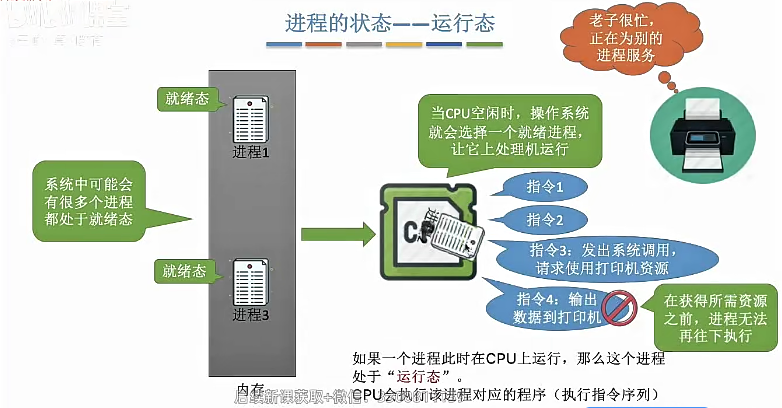 进程的状态——运行态
老子很忙，
正在为别的
进程服务
就绪态
进程1
当CPU空闲时，操作系统
就会选择一个就绪进程，
让它上处理机运行
系统中可能会
有很多个进程
都处于就绪态
指令1
指令2
指令3：发出系统调用，
请求使用打印机资源
就绪态
进程3
指令4：输出
数据到打印机
在获得所需资源
之前，进程无法
再往下执行
如果一个进程此时在CPU上运行，那么这个进程
处于“运行态”。
CPU会执行该进程对应的程序（执行指令序列）
内存